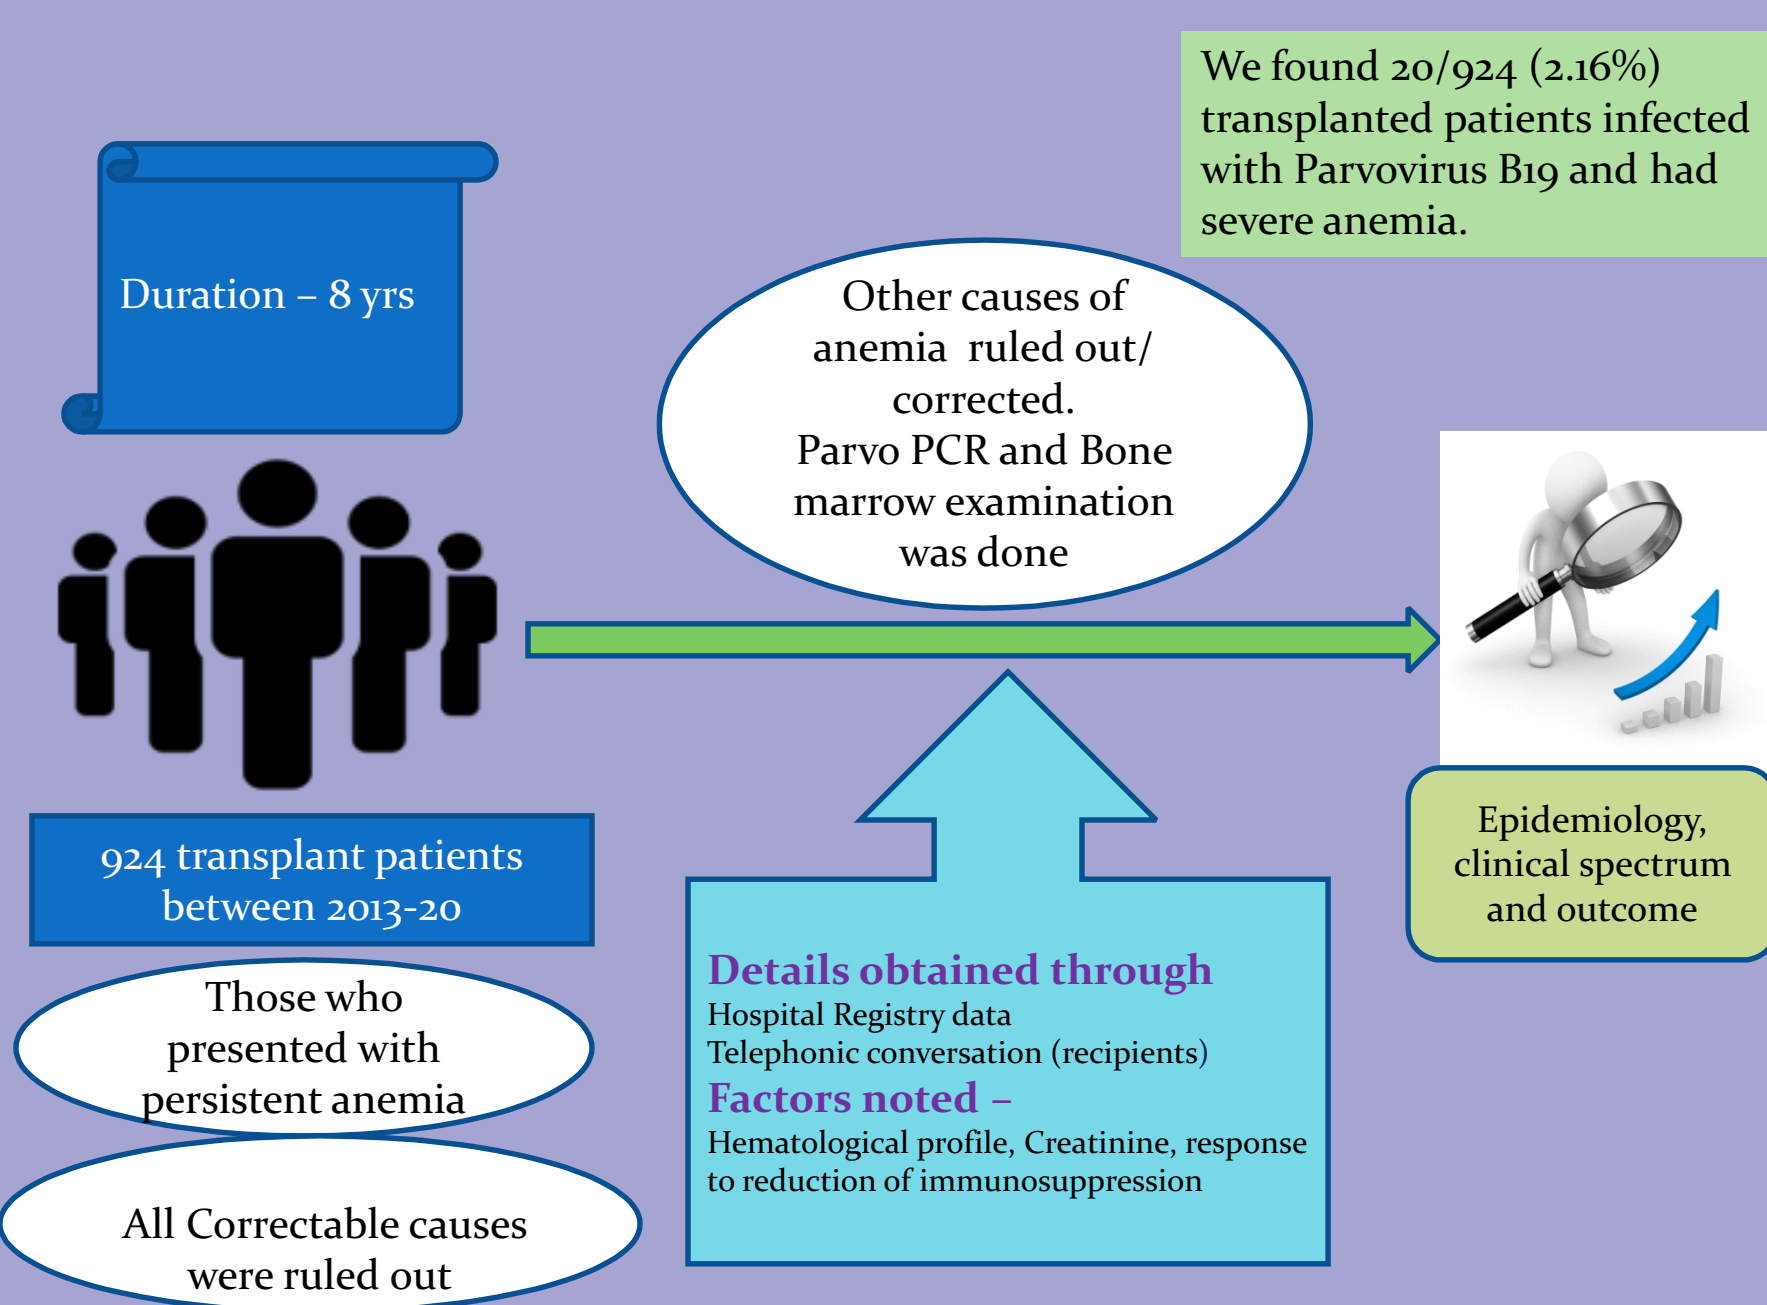 We found 20/924 (2.16%)
transplanted patients infected
with Parvovirus B19 and had
severe anemia.
Duration – 8 yrs
Other causes of
anemia ruled out/
corrected.
Parvo PCR and Bone
marrow examination
was done
924 transplant patients
between 2013-20
Those who
presented with
persistent anemia
All Correctable causes
were ruled out
Details obtained through
Hospital Registry data
Telephonic conversation (recipients)
Factors noted –
Hematological profile, Creatinine, response
to reduction of immunosuppression
Epidemiology,
clinical spectrum
and outcome